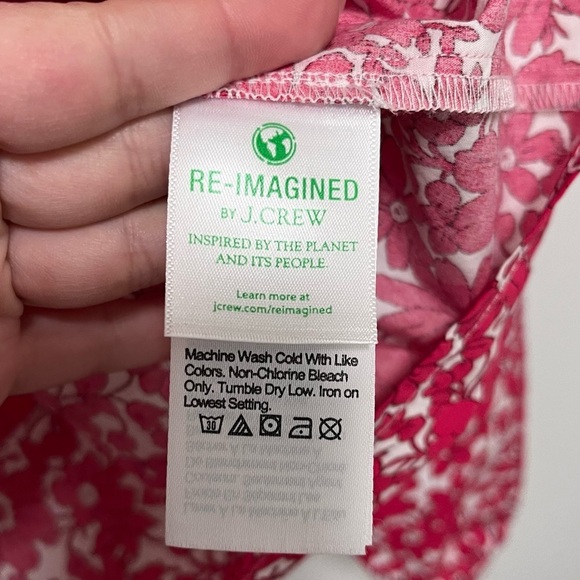 RE-IMAGINED
BY J.CREW
INSPIRED BY THE PLANET
AND ITS PEOPLE.
Learn more at
jcrew.com/reimagined
Machine Wash Cold With Like
Colors. Non-Chlorine Bleach
Only. Tumble Dry Low. Iron on
Lowest Setting.
30